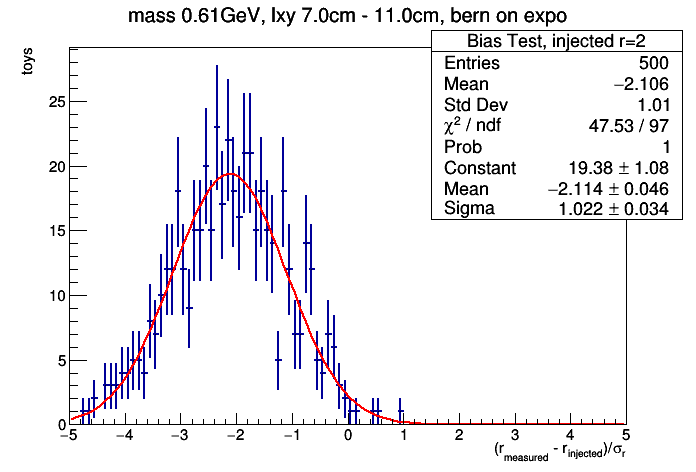 mass 0.61GeV, lxy 7.0cm - 11.0cm, bern on expo
toys
Bias Test, injected r=2
Entries 500
Mean −2.106
Std Dev 1.01
χ² / ndf 47.53 / 97
Prob 1
Constant 19.38 ± 1.08
Mean −2.114 ± 0.046
Sigma 1.022 ± 0.034
25
20
15
10
5
0
−5 −4 −3 −2 −1 0 1 2 3 4 5
(r_measured - r_injected)/σ_r